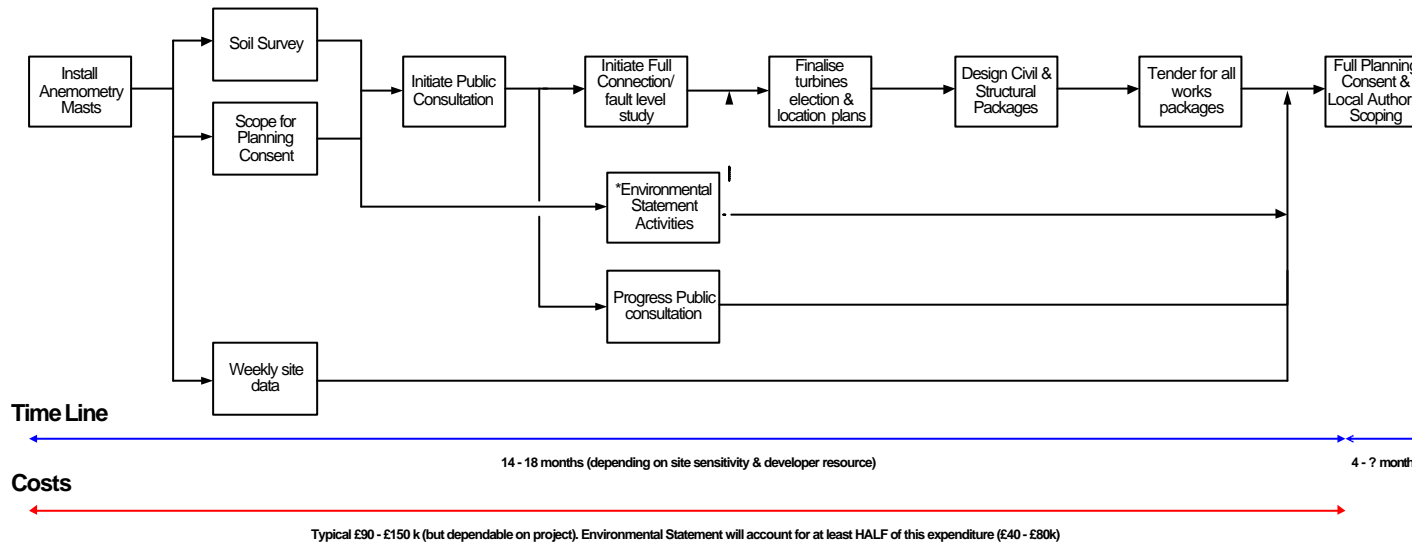 Install
Anemometry
Masts
Soil Survey
Scope for
Planning
Consent
Weekly site
data
Initiate Public
Consultation
Initiate Full
Connection/
fault level
study
*Environmental
Statement
Activities
Progress Public
consultation
Finalise
turbines
election &
location plans
Design Civil &
Structural
Packages
Tender for all
works
packages
Full Planning
Consent &
Local Author
Scoping
Time Line
14 - 18 months (depending on site sensitivity & developer resource)
4 - ? month
Costs
Typical £90 - £150 k (but dependable on project). Environmental Statement will account for at least HALF of this expenditure (£40 - £80k)